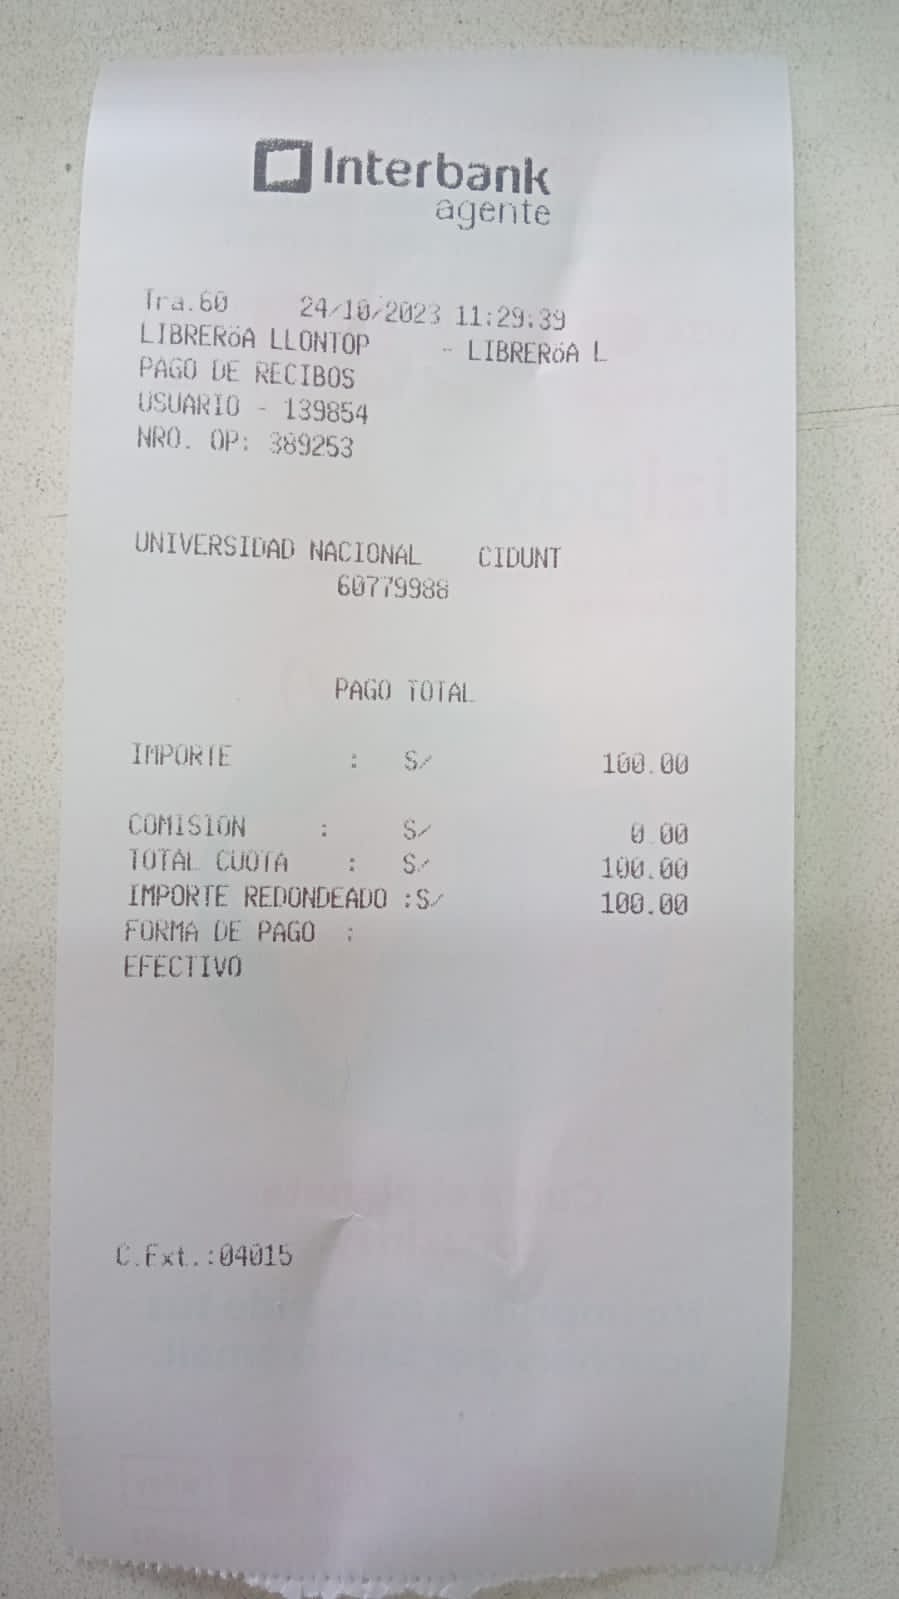 Interbank
agente
Tra.60 24/10/2023 11:29:39
LIBRERöA LLONTOP - LIBRERöA L
PAGO DE RECIBOS
USUARIO - 139854
NRO. OP: 389253
UNIVERSIDAD NACIONAL CIDUNT
60779988
PAGO TOTAL
IMPORTE : S/ 100.00
COMISION : S/ 0.00
TOTAL CUOTA : S/ 100.00
IMPORTE REDONDEADO :S/ 100.00
FORMA DE PAGO :
EFECTIVO
C.Ext.:04015